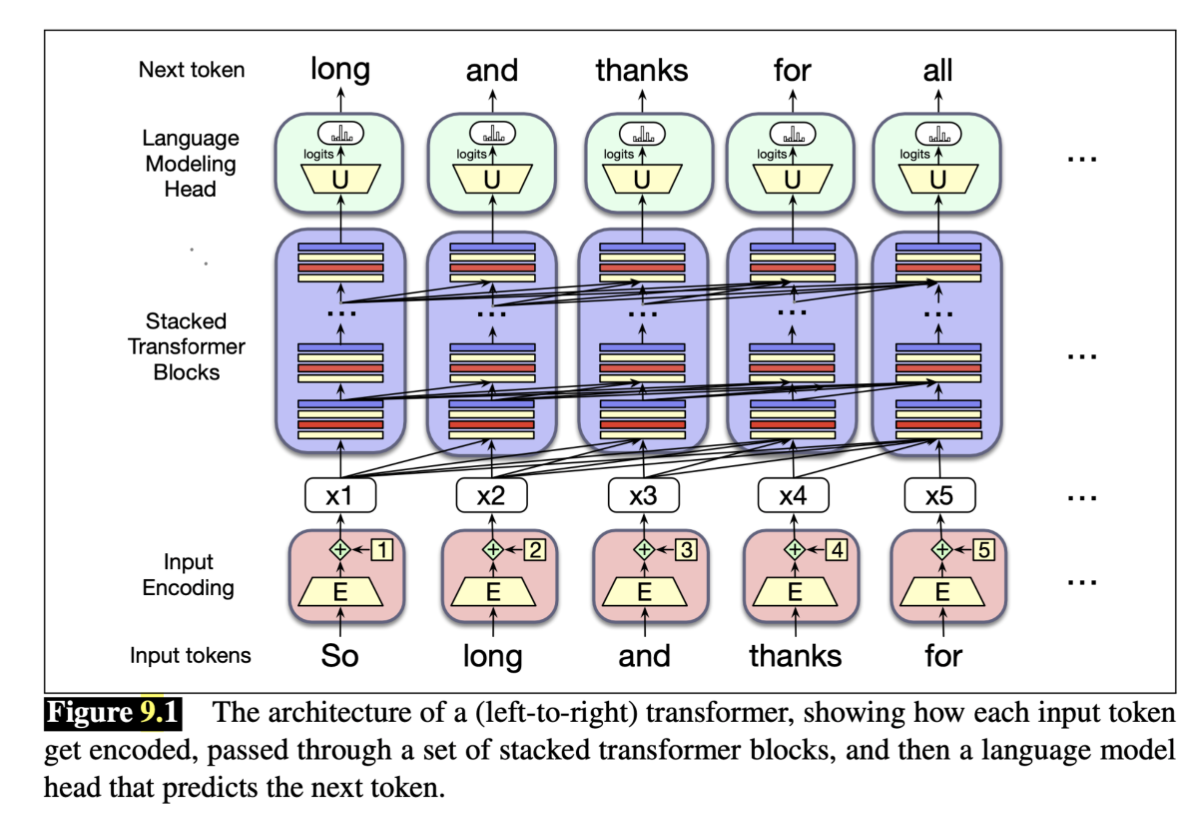 Next token long and thanks for all
Language
Modeling
Head
logits logits logits logits logits
U U U U U
...
... ... ... ... ...
Stacked
Transformer
Blocks
...
x1 x2 x3 x4 x5 ...
Input
Encoding
+ 1 + 2 + 3 + 4 + 5
E E E E E
...
Input tokens So long and thanks for
Figure 9.1 The architecture of a (left-to-right) transformer, showing how each input token
get encoded, passed through a set of stacked transformer blocks, and then a language model
head that predicts the next token.